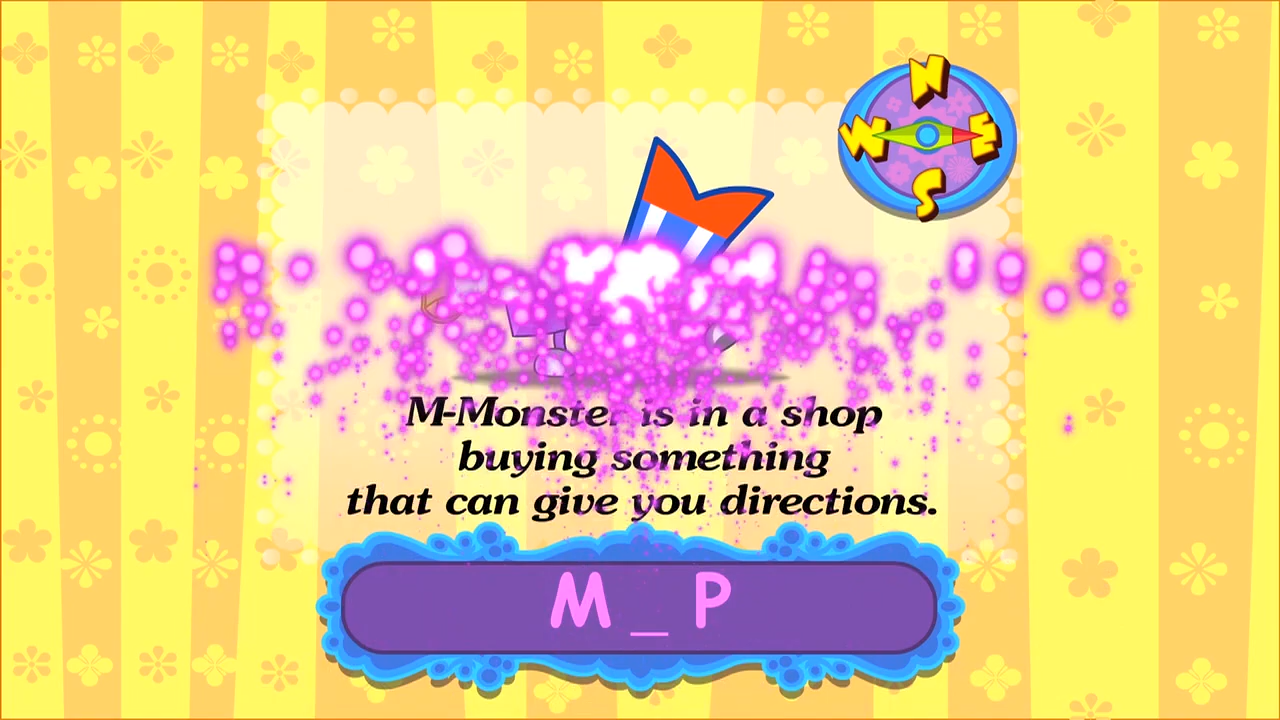 N
W E
S
M-Monster is in a shop
buying something
that can give you directions.
M _ P